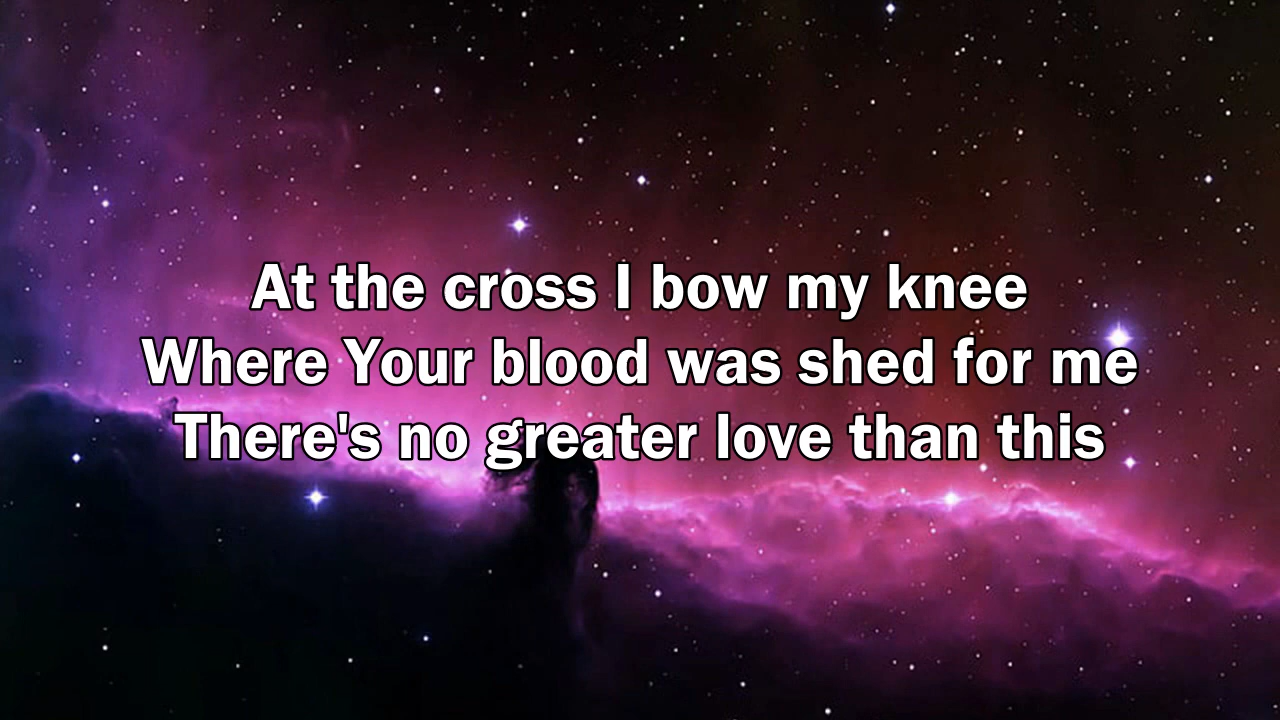 At the cross I bow my knee
Where Your blood was shed for me
There's no greater love than this